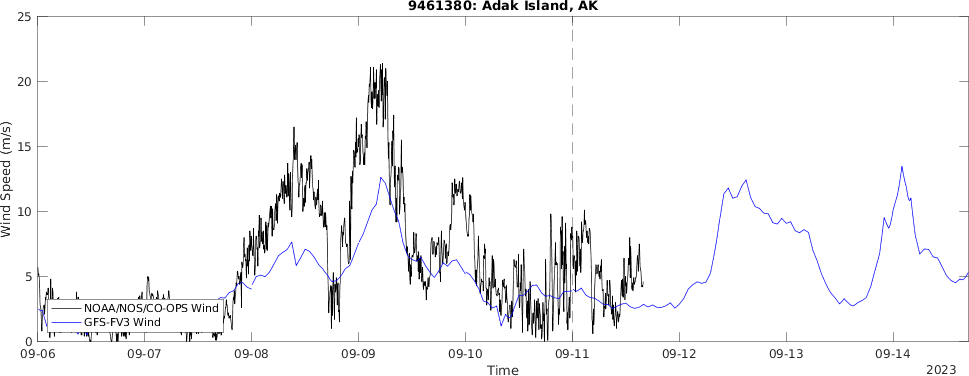 9461380: Adak Island, AK
Wind Speed (m/s)
25
20
15
10
5
0
NOAA/NOS/CO-OPS Wind
GFS-FV3 Wind
09-06 09-07 09-08 09-09 09-10 09-11 09-12 09-13 09-14
Time
2023